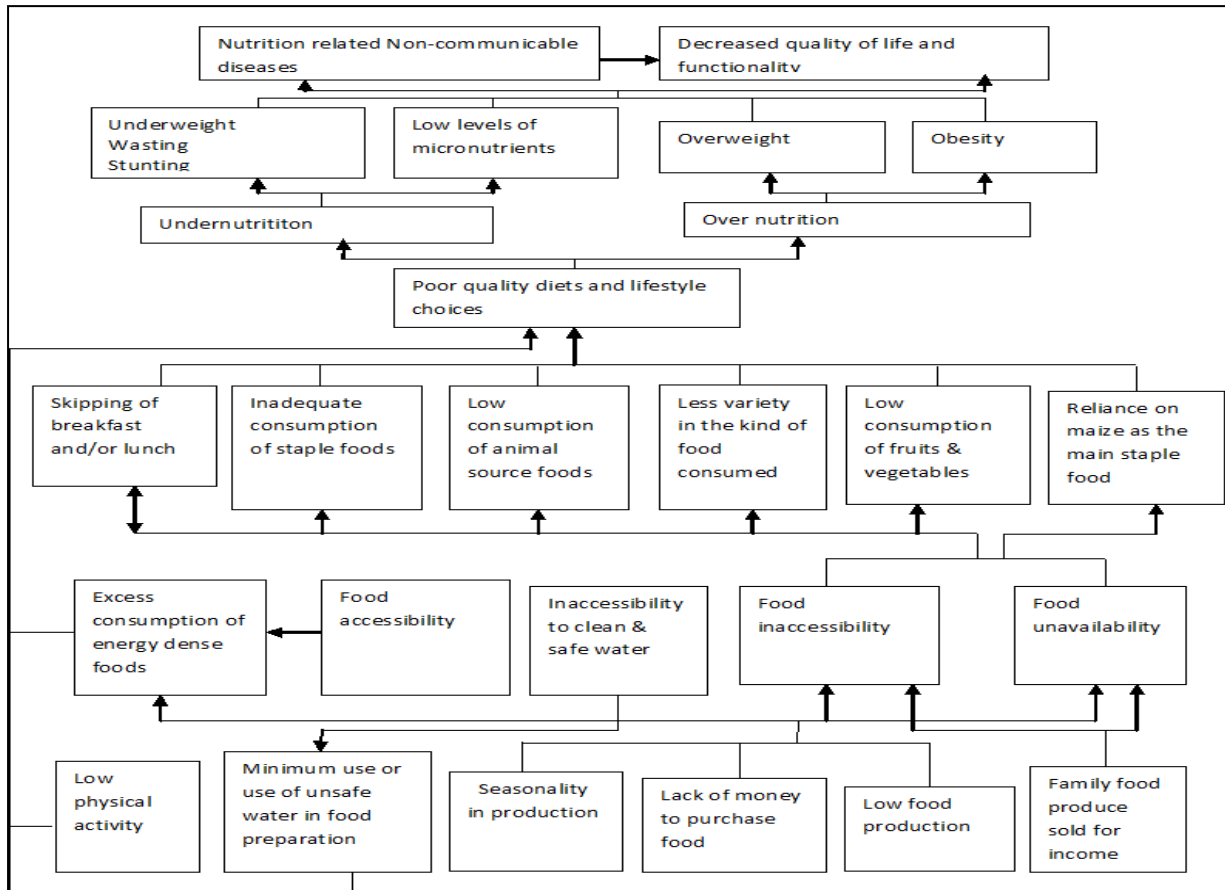 Nutrition related Non-communicable
diseases
Decreased quality of life and
functionality
Underweight
Wasting
Stunting
Low levels of
micronutrients
Overweight
Obesity
Undernutrititon
Over nutrition
Poor quality diets and lifestyle
choices
Skipping of
breakfast
and/or lunch
Inadequate
consumption
of staple foods
Low
consumption
of animal
source foods
Less variety
in the kind of
food
consumed
Low
consumption
of fruits &
vegetables
Reliance on
maize as the
main staple
food
Excess
consumption of
energy dense
foods
Food
accessibility
Inaccessibility
to clean &
safe water
Food
inaccessibility
Food
unavailability
Low
physical
activity
Minimum use or
use of unsafe
water in food
preparation
Seasonality
in production
Lack of money
to purchase
food
Low food
production
Family food
produce
sold for
income